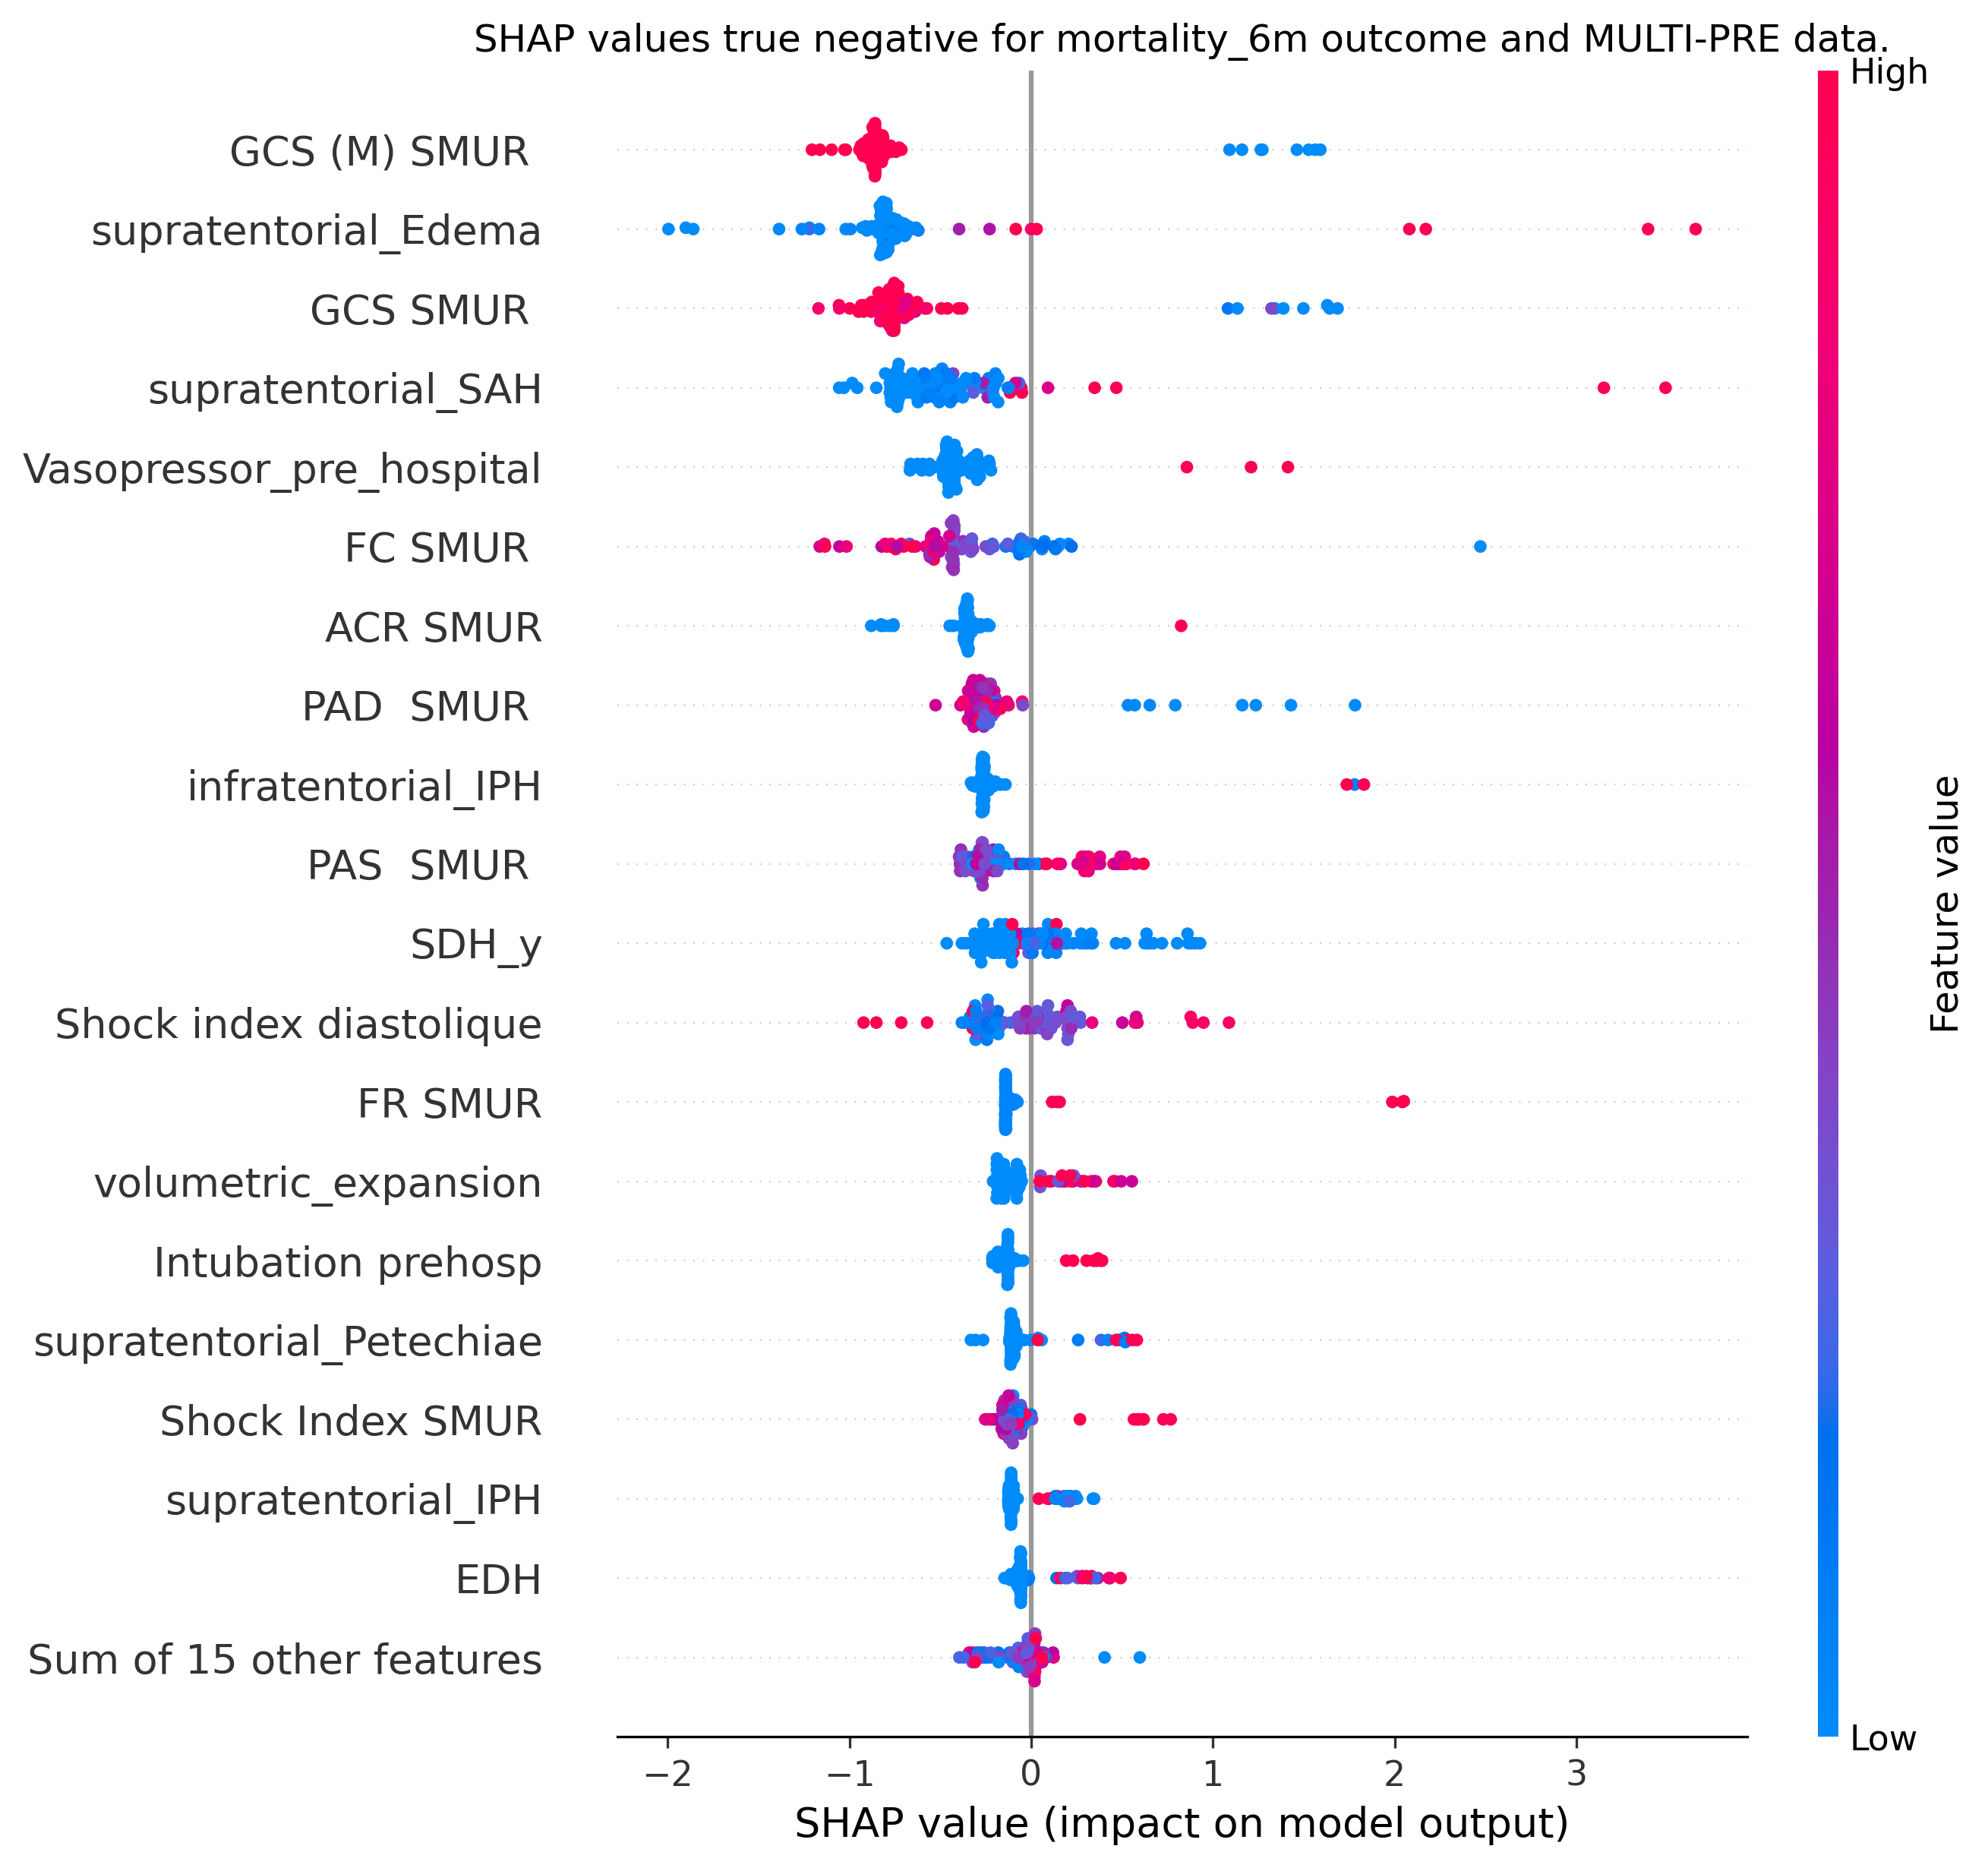 SHAP values true negative for mortality_6m outcome and MULTI-PRE data.
High
GCS (M) SMUR
supratentorial_Edema
GCS SMUR
supratentorial_SAH
Vasopressor_pre_hospital
FC SMUR
ACR SMUR
PAD  SMUR
infratentorial_IPH
PAS  SMUR
SDH_y
Shock index diastolique
FR SMUR
volumetric_expansion
Intubation prehosp
supratentorial_Petechiae
Shock Index SMUR
supratentorial_IPH
EDH
Sum of 15 other features
Feature value
Low
−2 −1 0 1 2 3
SHAP value (impact on model output)